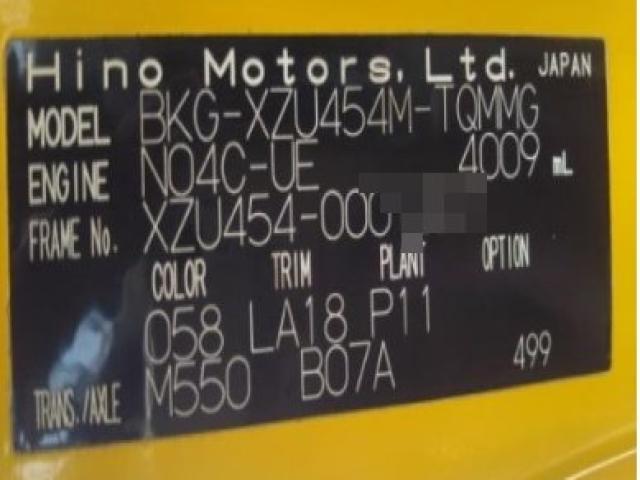 Hino Motors, Ltd. JAPAN
MODEL BKG-XZU454M-TQMMG
ENGINE N04C-UE 4009 mL
FRAME No. XZU454-000
COLOR TRIM PLANT OPTION
058 LA18 P11
TRANS./AXLE M550 B07A 499